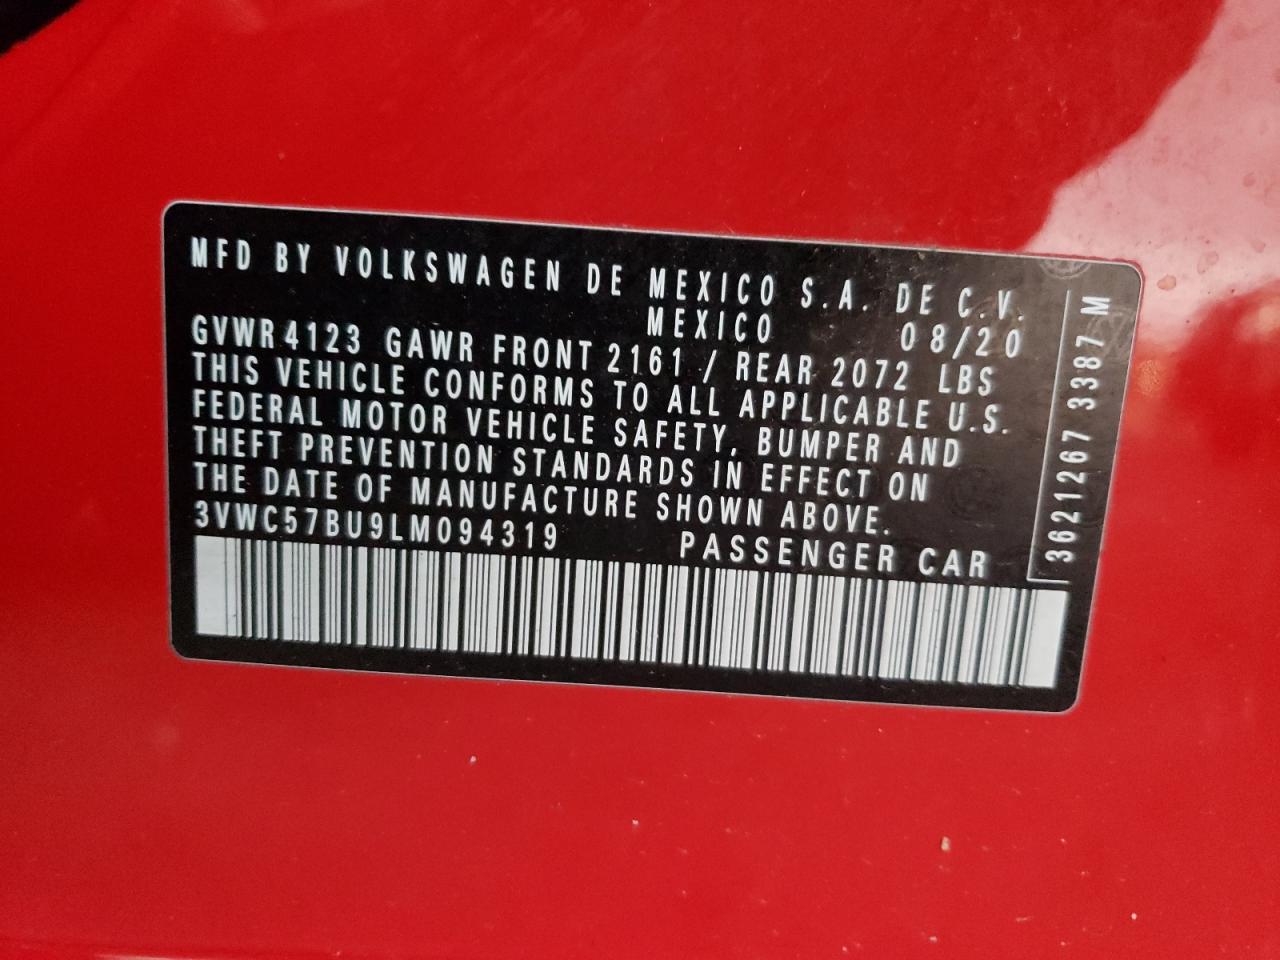 MFD BY VOLKSWAGEN DE MEXICO S.A. DE C.V.
MEXICO 08/20
GVWR 4123 GAWR FRONT 2161 / REAR 2072 LBS
THIS VEHICLE CONFORMS TO ALL APPLICABLE U.S.
FEDERAL MOTOR VEHICLE SAFETY, BUMPER AND
THEFT PREVENTION STANDARDS IN EFFECT ON
THE DATE OF MANUFACTURE SHOWN ABOVE.
3VWC57BU9LM094319 PASSENGER CAR
3621267 3387 M